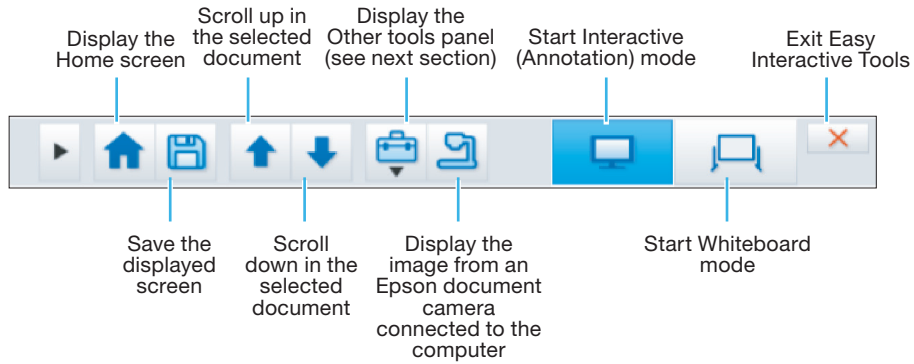 Display the
Home screen
Scroll up in
the selected
document
Display the
Other tools panel
(see next section)
Start Interactive
(Annotation) mode
Exit Easy
Interactive Tools
Save the
displayed
screen
Scroll
down in the
selected
document
Display the
image from an
Epson document
camera
connected to the
computer
Start Whiteboard
mode